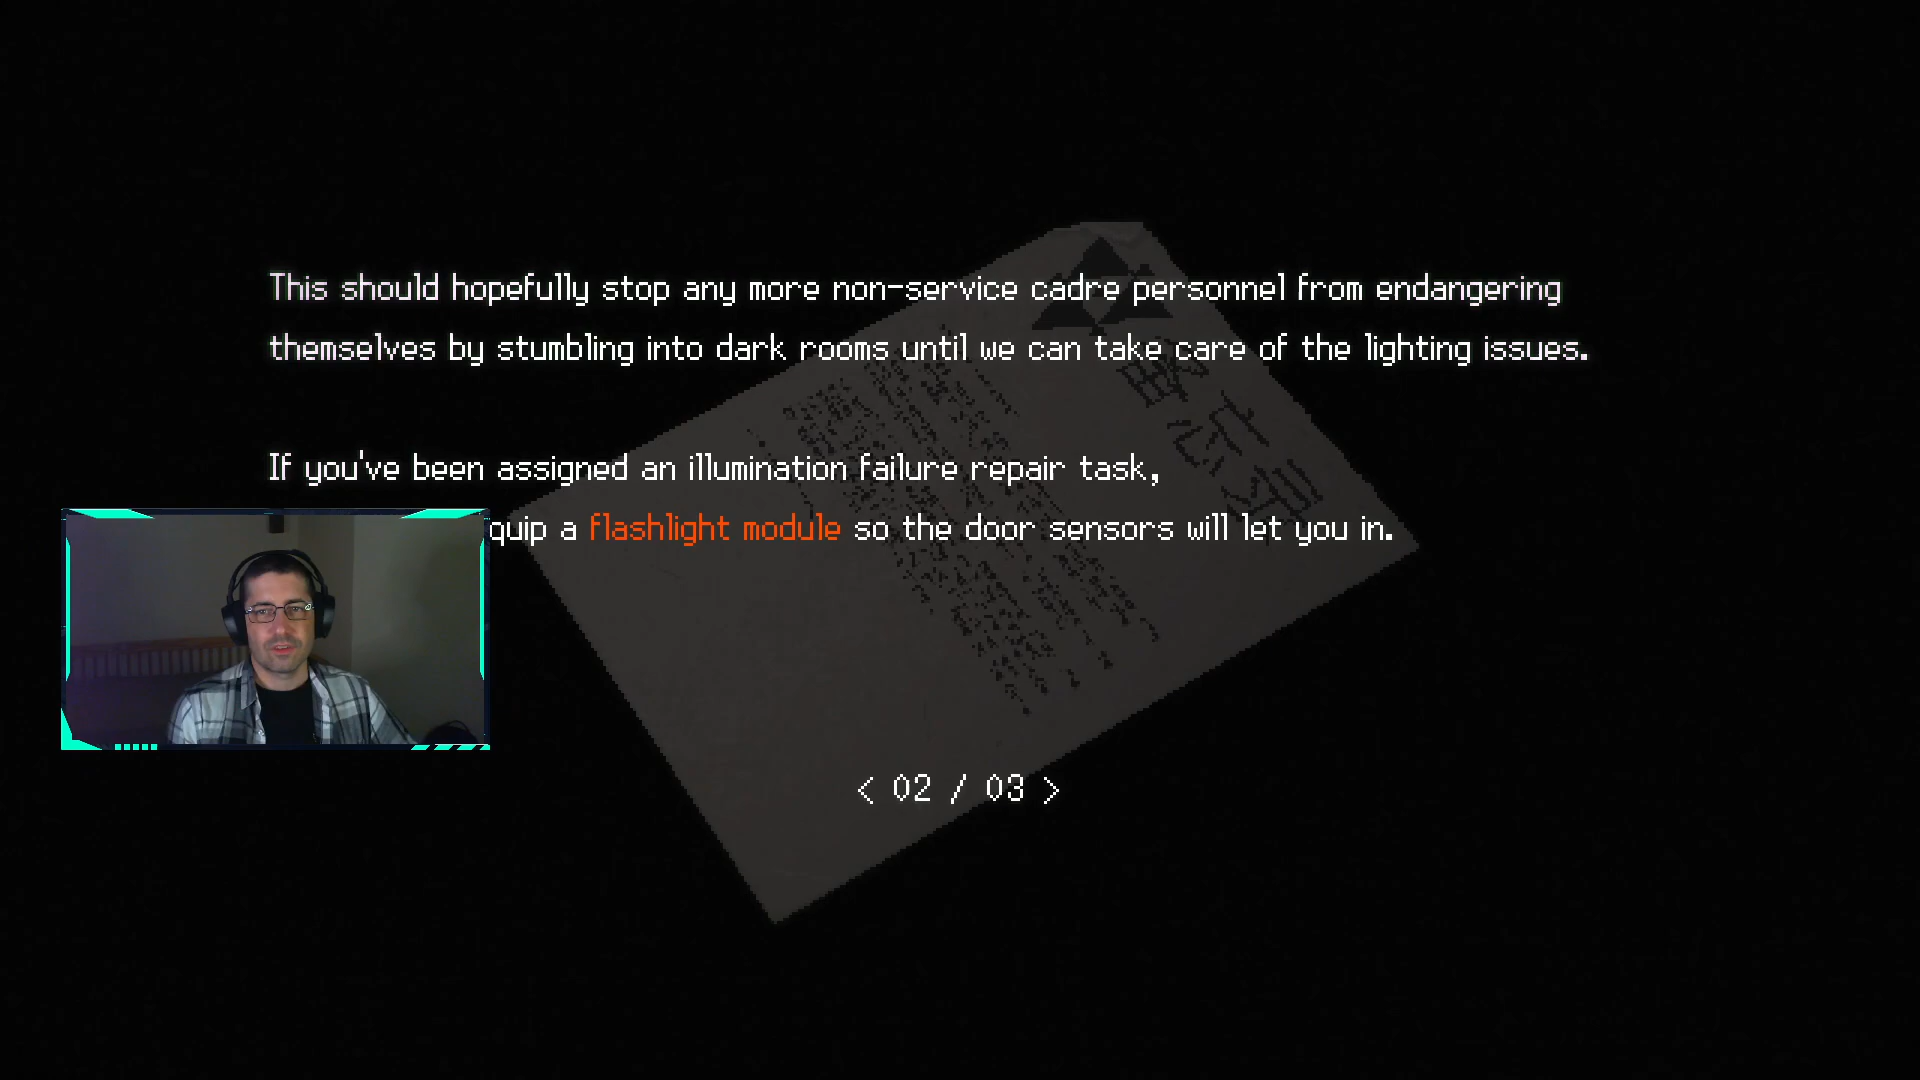 This should hopefully stop any more non-service cadre personnel from endangering
themselves by stumbling into dark rooms until we can take care of the lighting issues.
If you've been assigned an illumination failure repair task,
quip a flashlight module so the door sensors will let you in.
< 02 / 03 >